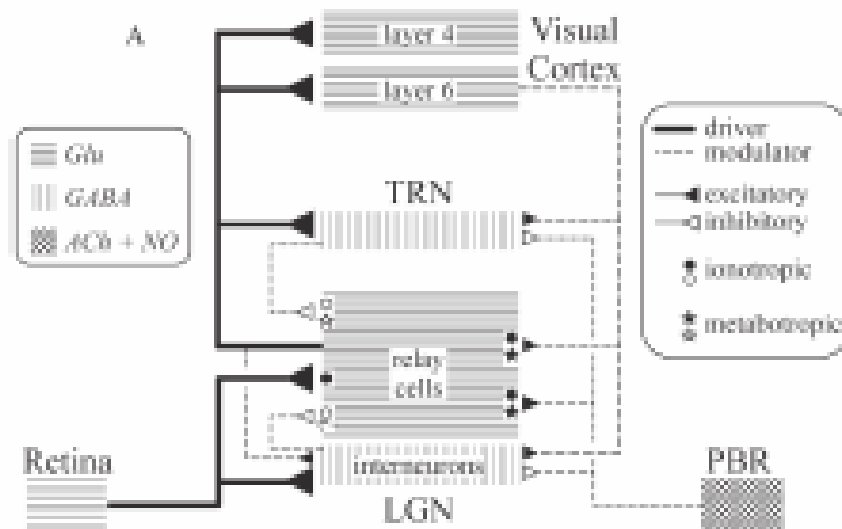 A
layer 4
Visual
Cortex
layer 6
driver
modulator
Glu
GABA
ACh + NO
TRN
excitatory
inhibitory
ionotropic
metabotropic
relay
cells
Retina
interneurons
PBR
LGN